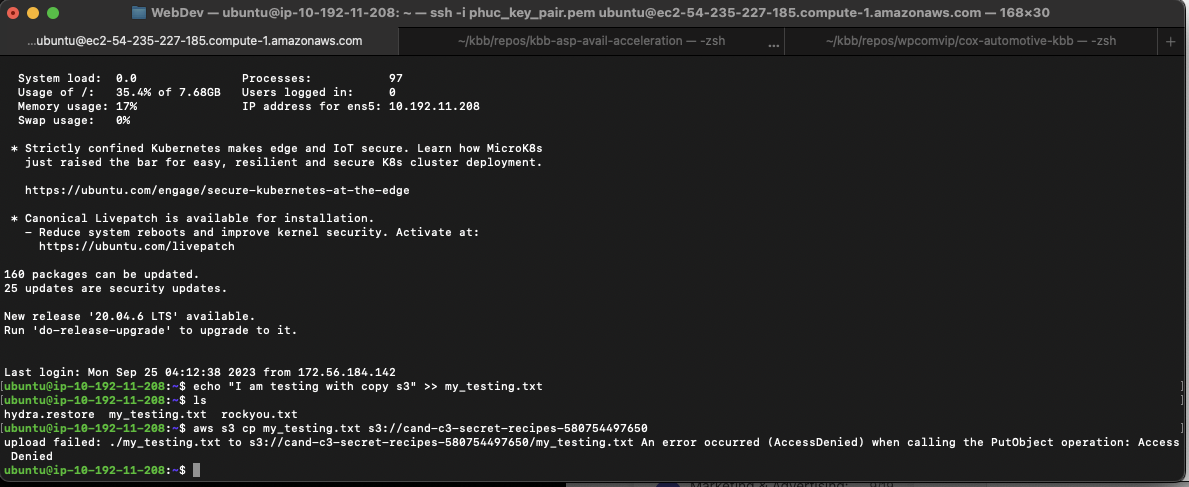 WebDev — ubuntu@ip-10-192-11-208: ~ — ssh -i phuc_key_pair.pem ubuntu@ec2-54-235-227-185.compute-1.amazonaws.com — 168×30
...ubuntu@ec2-54-235-227-185.compute-1.amazonaws.com ~/kbb/repos/kbb-asp-avail-acceleration — -zsh ... ~/kbb/repos/wpcomvip/cox-automotive-kbb — -zsh +
System load: 0.0 Processes: 97
Usage of /: 35.4% of 7.68GB Users logged in: 0
Memory usage: 17% IP address for ens5: 10.192.11.208
Swap usage: 0%
* Strictly confined Kubernetes makes edge and IoT secure. Learn how MicroK8s
just raised the bar for easy, resilient and secure K8s cluster deployment.
https://ubuntu.com/engage/secure-kubernetes-at-the-edge
* Canonical Livepatch is available for installation.
- Reduce system reboots and improve kernel security. Activate at:
https://ubuntu.com/livepatch
160 packages can be updated.
25 updates are security updates.
New release '20.04.6 LTS' available.
Run 'do-release-upgrade' to upgrade to it.
Last login: Mon Sep 25 04:12:38 2023 from 172.56.184.142
[ubuntu@ip-10-192-11-208:~$ echo "I am testing with copy s3" >> my_testing.txt ]
[ubuntu@ip-10-192-11-208:~$ ls ]
hydra.restore my_testing.txt rockyou.txt
[ubuntu@ip-10-192-11-208:~$ aws s3 cp my_testing.txt s3://cand-c3-secret-recipes-580754497650 ]
upload failed: ./my_testing.txt to s3://cand-c3-secret-recipes-580754497650/my_testing.txt An error occurred (AccessDenied) when calling the PutObject operation: Access
Denied
ubuntu@ip-10-192-11-208:~$